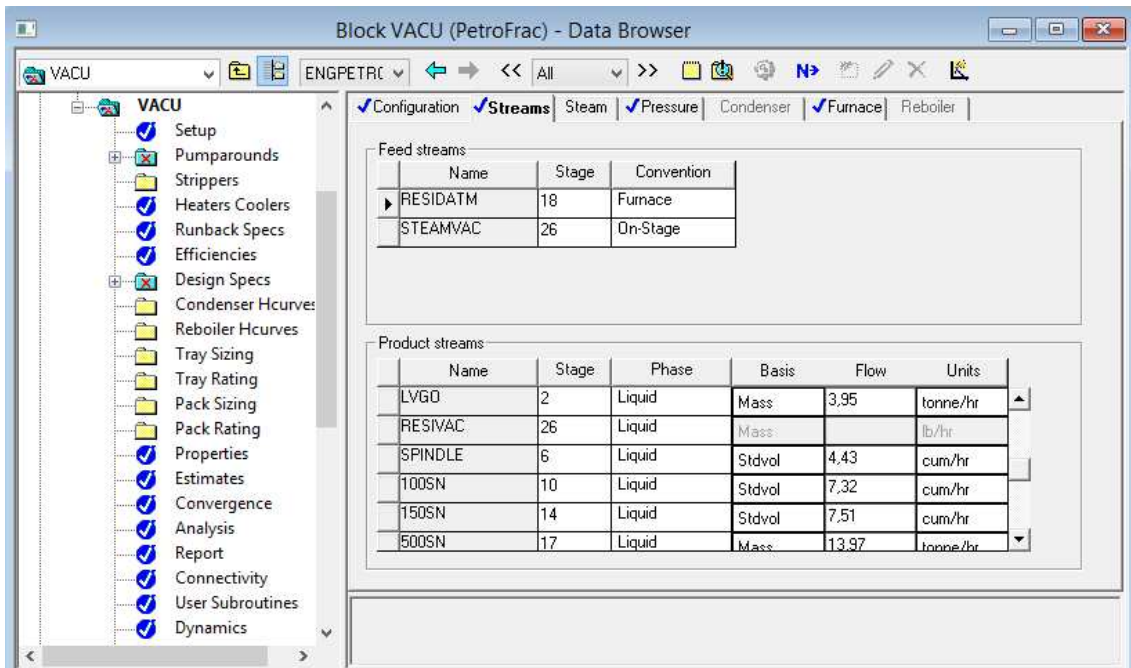 Block VACU (PetroFrac) - Data Browser
VACU ENGPETRC << All >> N
VACU
Setup
Pumparounds
Strippers
Heaters Coolers
Runback Specs
Efficiencies
Design Specs
Condenser Hcurves
Reboiler Hcurves
Tray Sizing
Tray Rating
Pack Sizing
Pack Rating
Properties
Estimates
Convergence
Analysis
Report
Connectivity
User Subroutines
Dynamics
Configuration Streams Steam Pressure Condenser Furnace Reboiler
Feed streams
Name Stage Convention
RESIDATM 18 Furnace
STEAMVAC 26 On-Stage
Product streams
Name Stage Phase Basis Flow Units
LVGO 2 Liquid Mass 3,95 tonne/hr
RESIVAC 26 Liquid Mass lb/hr
SPINDLE 6 Liquid Stdvol 4,43 cum/hr
100SN 10 Liquid Stdvol 7,32 cum/hr
150SN 14 Liquid Stdvol 7,51 cum/hr
500SN 17 Liquid Mass 13,97 tonne/hr